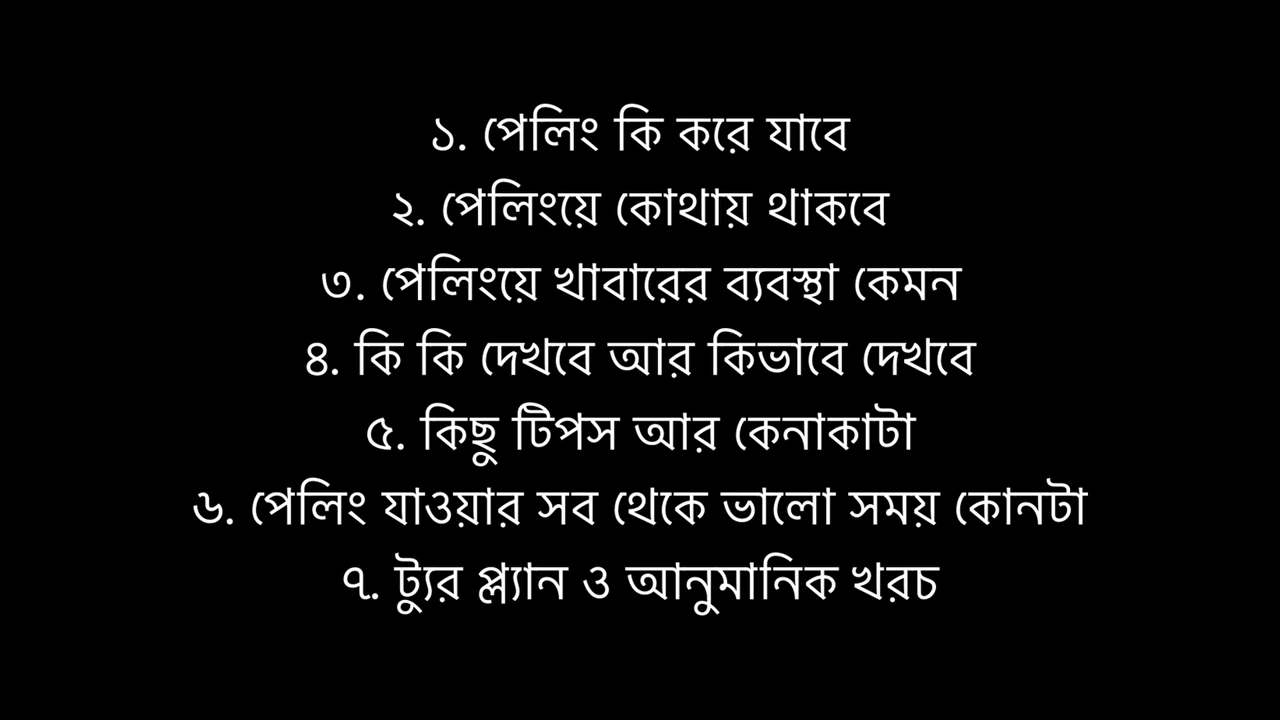 ১. পেলিং কি করে যাবে
২. পেলিংয়ে কোথায় থাকবে
৩. পেলিংয়ে খাবারের ব্যবস্থা কেমন
৪. কি কি দেখবে আর কিভাবে দেখবে
৫. কিছু টিপস আর কেনাকাটা
৬. পেলিং যাওয়ার সব থেকে ভালো সময় কোনটা
৭. ট্যুর প্ল্যান ও আনুমানিক খরচ